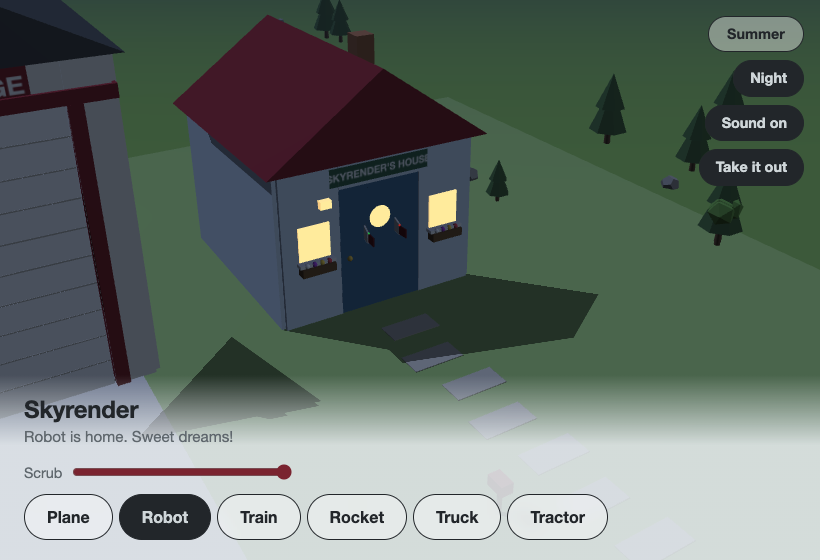 Summer
Night
Sound on
Take it out
GE
SKYRENDER'S HOUSE
Skyrender
Robot is home. Sweet dreams!
Scrub
Plane
Robot
Train
Rocket
Truck
Tractor